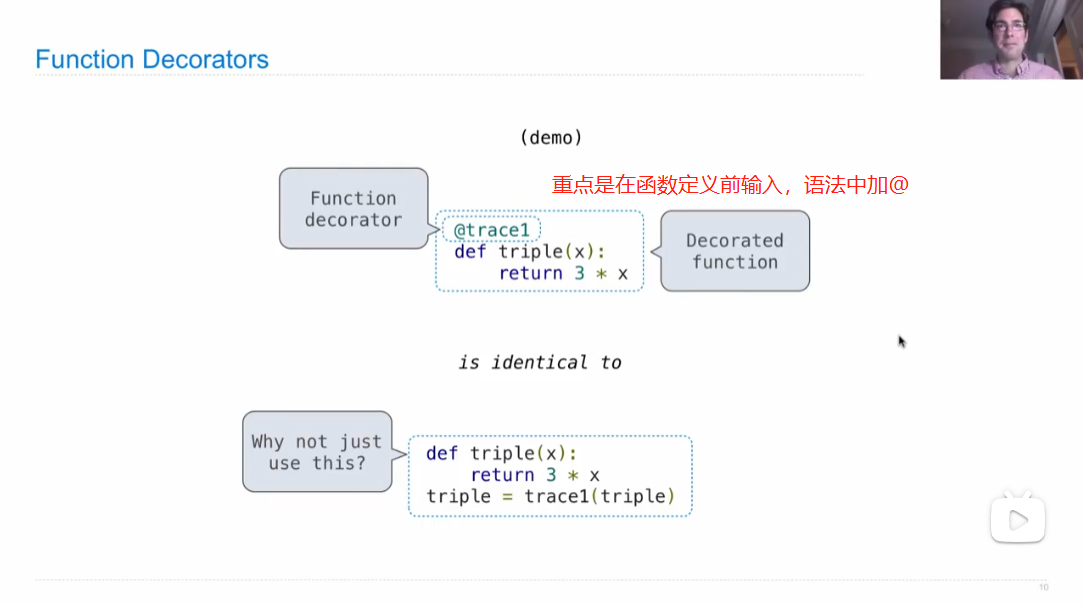 Function Decorators
(demo)
重点是在函数定义前输入，语法中加@
Function
decorator
@trace1
def triple(x):
    return 3 * x
Decorated
function
is identical to
Why not just
use this?
def triple(x):
    return 3 * x
triple = trace1(triple)
10